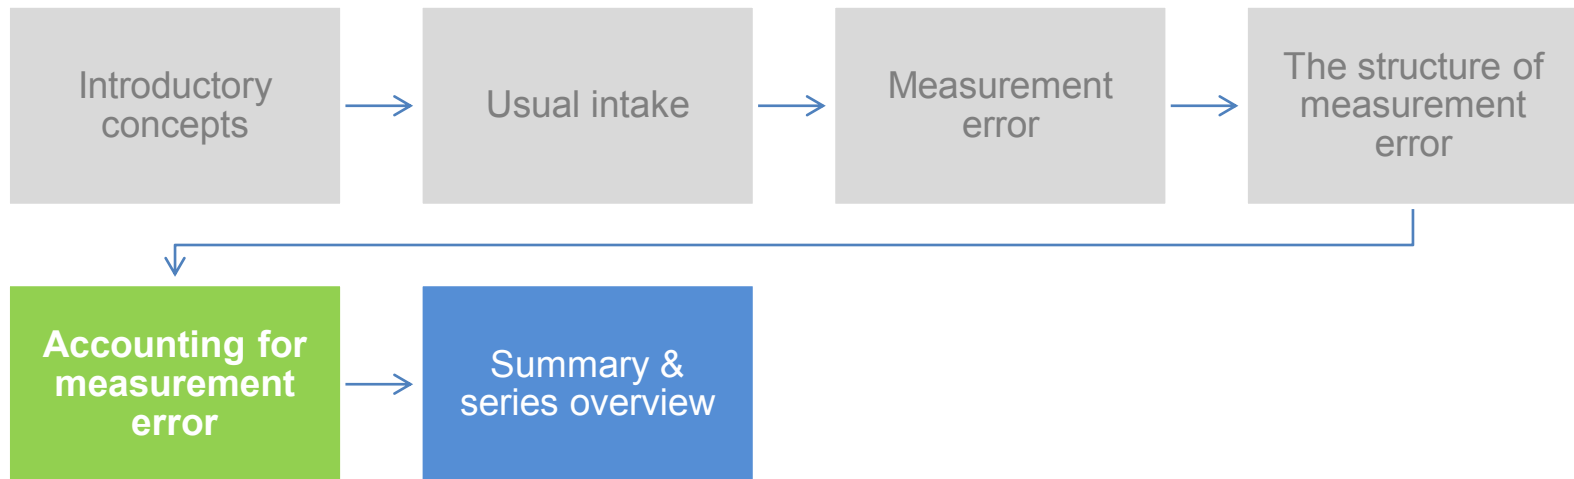 Introductory
concepts
Usual intake
Measurement
error
The structure of
measurement
error
Accounting for
measurement
error
Summary &
series overview